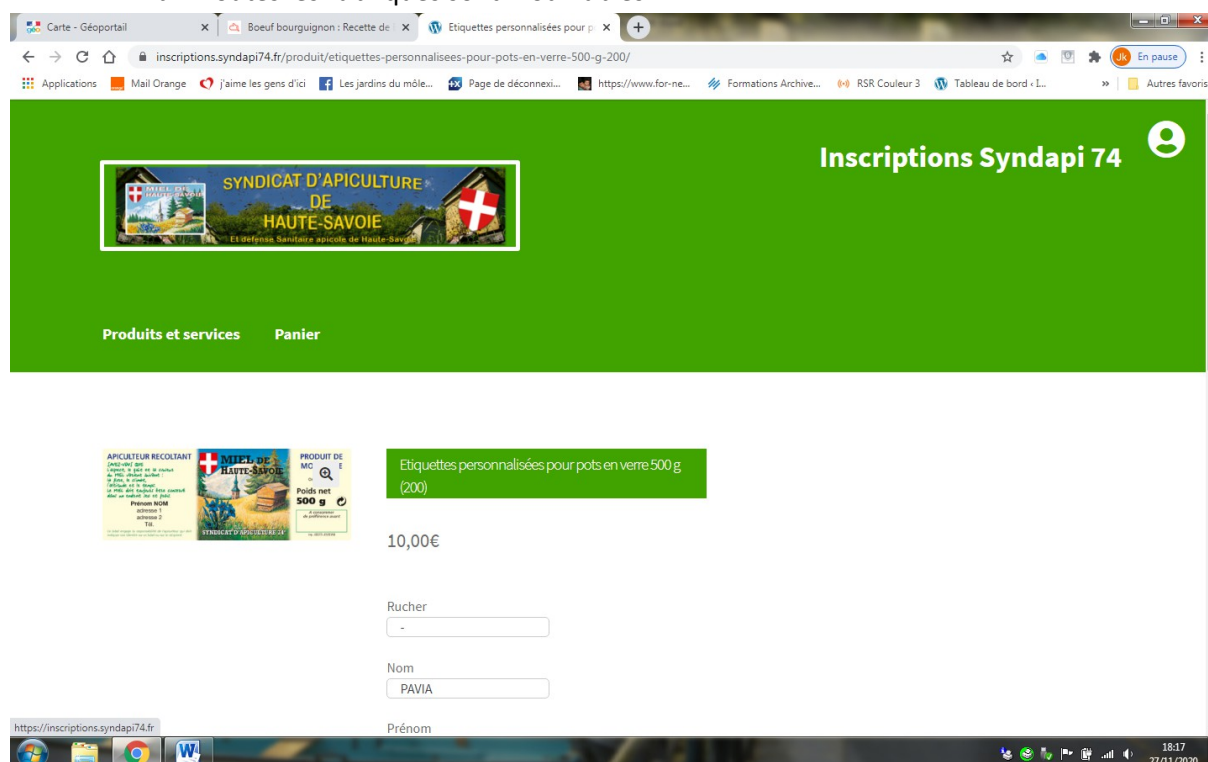 Carte - Géoportail
Boeuf bourguignon : Recette de
Etiquettes personnalisées pour p
inscriptions.syndapi74.fr/produit/etiquettes-personnalisees-pour-pots-en-verre-500-g-200/
Jk
En pause
Applications
Mail Orange
j'aime les gens d'ici
Les jardins du môle...
Page de déconnexi...
https://www.for-ne...
Formations Archive...
RSR Couleur 3
Tableau de bord ‹ I...
»
Autres favoris
Inscriptions Syndapi 74
MIEL DE
HAUTE-SAVOIE
SYNDICAT D'APICULTURE
DE
HAUTE-SAVOIE
Et défense Sanitaire apicole de Haute-Savoie
Produits et services
Panier
APICULTEUR RECOLTANT
Prénom NOM
adresse 1
adresse 2
Tél.
MIEL DE
HAUTE-SAVOIE
SYNDICAT D'APICULTURE 74
PRODUIT DE
Poids net
500 g
Etiquettes personnalisées pour pots en verre 500 g
(200)
10,00€
Rucher
-
Nom
PAVIA
Prénom
https://inscriptions.syndapi74.fr
18:17
27/11/2020